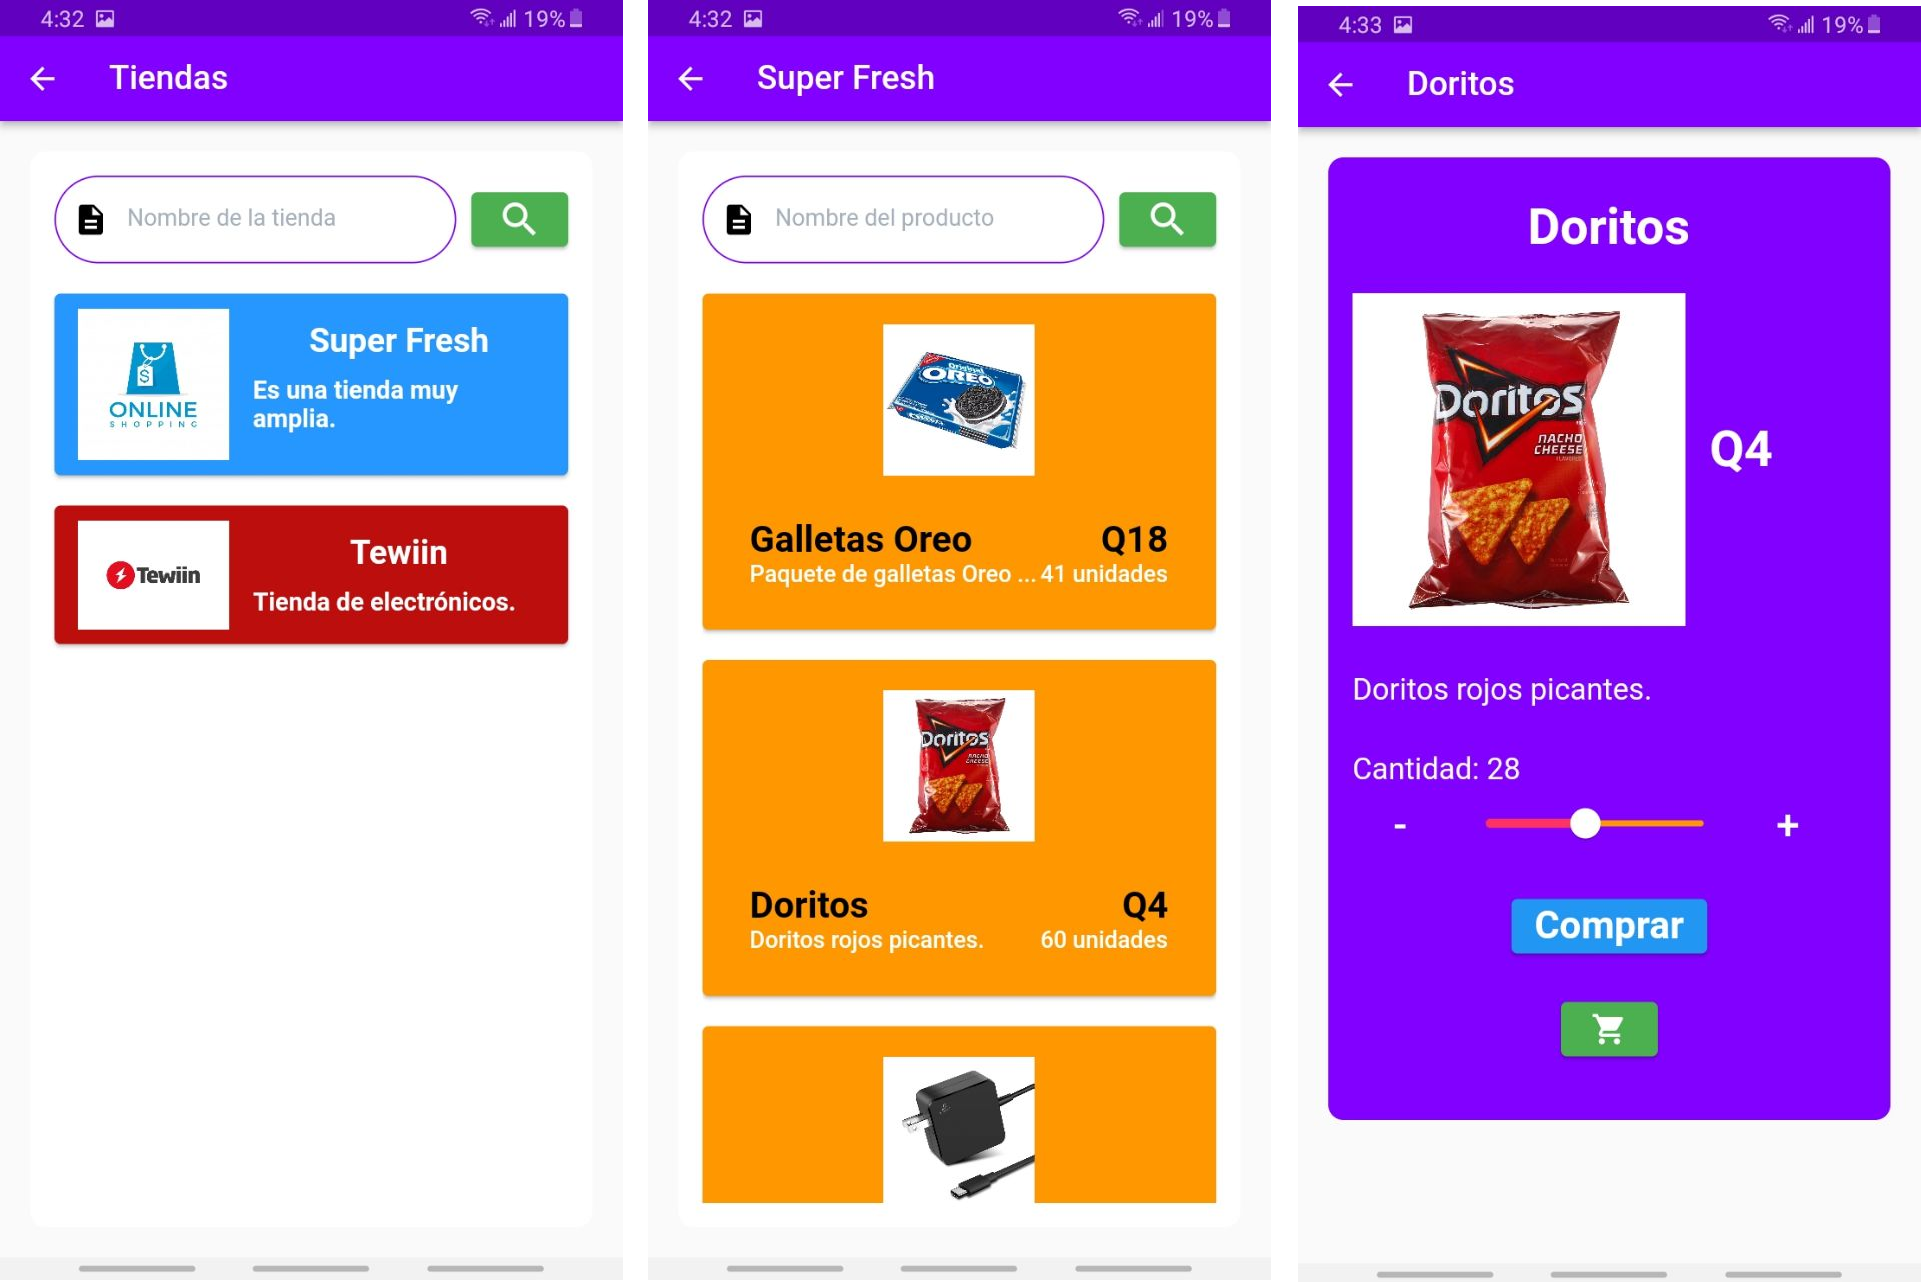 4:32
19%
Tiendas
Nombre de la tienda
ONLINE
SHOPPING
Super Fresh
Es una tienda muy
amplia.
Tewiin
Tewiin
Tienda de electrónicos.
4:32
19%
Super Fresh
Nombre del producto
Original
OREO
Galletas Oreo
Q18
Paquete de galletas Oreo ...
41 unidades
Doritos
NACHO
CHEESE
Doritos
Q4
Doritos rojos picantes.
60 unidades
4:33
19%
Doritos
Doritos
Doritos
NACHO
CHEESE
Q4
Doritos rojos picantes.
Cantidad: 28
-
+
Comprar